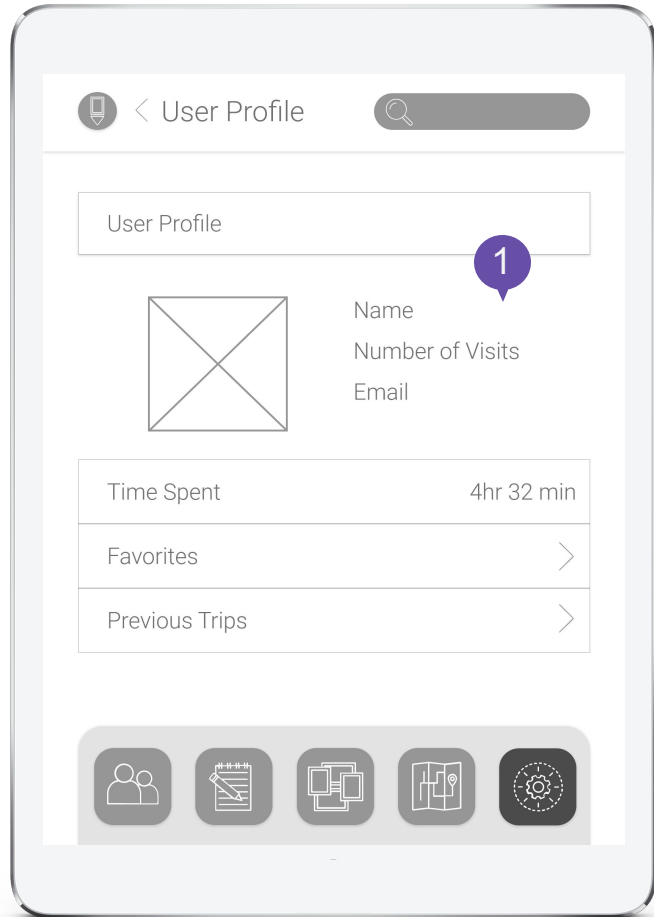 User Profile
User Profile
1
Name
Number of Visits
Email
Time Spent 4hr 32 min
Favorites
Previous Trips